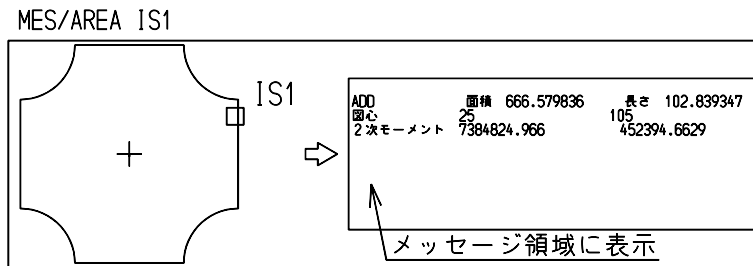 MES/AREA IS1
IS1
ADD 面積 666.579836 長さ 102.839347
図心 25 105
2次モーメント 7384824.966 452394.6629
メッセージ領域に表示